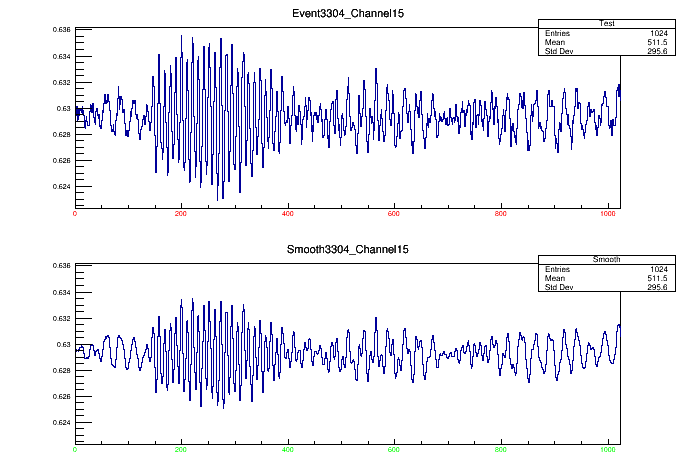 Event3304_Channel15
Test
Entries 1024
Mean 511.5
Std Dev 295.6
0.636
0.634
0.632
0.63
0.628
0.626
0.624
0 200 400 600 800 1000
Smooth3304_Channel15
Smooth
Entries 1024
Mean 511.5
Std Dev 295.6
0.636
0.634
0.632
0.63
0.628
0.626
0.624
0 200 400 600 800 1000